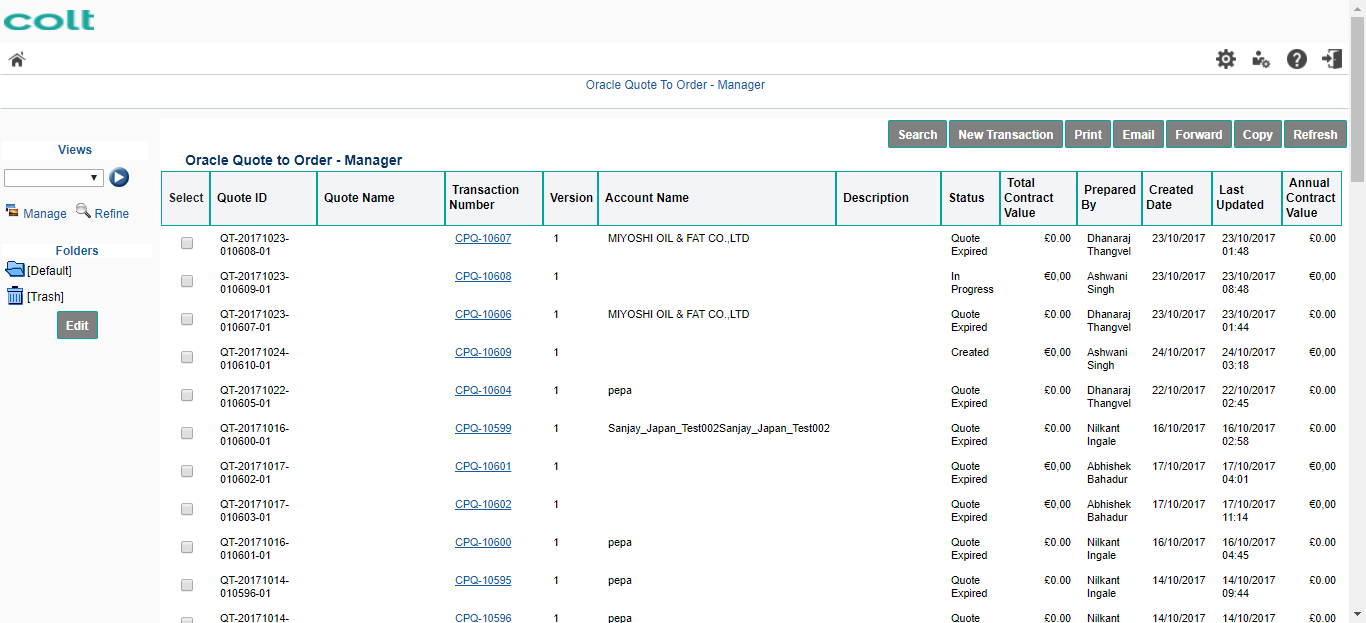 colt
Oracle Quote To Order - Manager
Search New Transaction Print Email Forward Copy Refresh
Views
Manage Refine
Folders
[Default]
[Trash]
Edit
Oracle Quote to Order - Manager
Select Quote ID Quote Name Transaction Number Version Account Name Description Status Total Contract Value Prepared By Created Date Last Updated Annual Contract Value
QT-20171023- CPQ-10607 1 MIYOSHI OIL & FAT CO.,LTD Quote £0.00 Dhanaraj 23/10/2017 23/10/2017 £0.00
010608-01 Expired Thangvel 01:48
QT-20171023- CPQ-10608 1 In €0,00 Ashwani 23/10/2017 23/10/2017 €0,00
010609-01 Progress Singh 08:48
QT-20171023- CPQ-10606 1 MIYOSHI OIL & FAT CO.,LTD Quote £0.00 Dhanaraj 23/10/2017 23/10/2017 £0.00
010607-01 Expired Thangvel 01:44
QT-20171024- CPQ-10609 1 Created €0,00 Ashwani 24/10/2017 24/10/2017 €0,00
010610-01 Singh 03:18
QT-20171022- CPQ-10604 1 pepa Quote £0.00 Dhanaraj 22/10/2017 22/10/2017 £0.00
010605-01 Expired Thangvel 02:45
QT-20171016- CPQ-10599 1 Sanjay_Japan_Test002Sanjay_Japan_Test002 Quote £0.00 Nilkant 16/10/2017 16/10/2017 £0.00
010600-01 Expired Ingale 02:58
QT-20171017- CPQ-10601 1 Quote €0,00 Abhishek 17/10/2017 17/10/2017 €0,00
010602-01 Expired Bahadur 04:01
QT-20171017- CPQ-10602 1 Quote €0,00 Abhishek 17/10/2017 17/10/2017 €0,00
010603-01 Expired Bahadur 11:14
QT-20171016- CPQ-10600 1 pepa Quote £0.00 Nilkant 16/10/2017 16/10/2017 £0.00
010601-01 Expired Ingale 04:45
QT-20171014- CPQ-10595 1 pepa Quote £0.00 Nilkant 14/10/2017 14/10/2017 £0.00
010596-01 Expired Ingale 09:44
QT-20171014- CPQ-10596 1 pepa Quote £0.00 Nilkant 14/10/2017 14/10/2017 £0.00